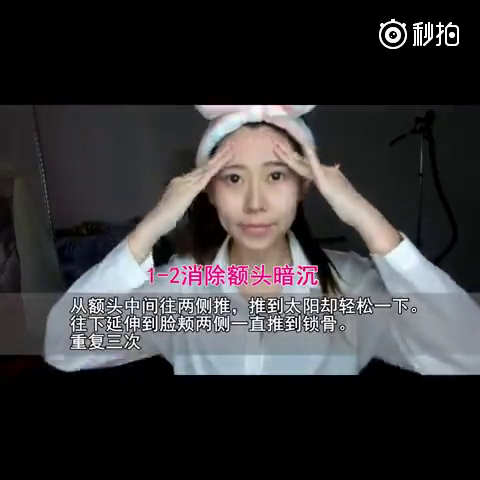 秒拍
1-2消除额头暗沉
从额头中间往两侧推，推到太阳却轻松一下。
往下延伸到脸颊两侧一直推到锁骨。
重复三次